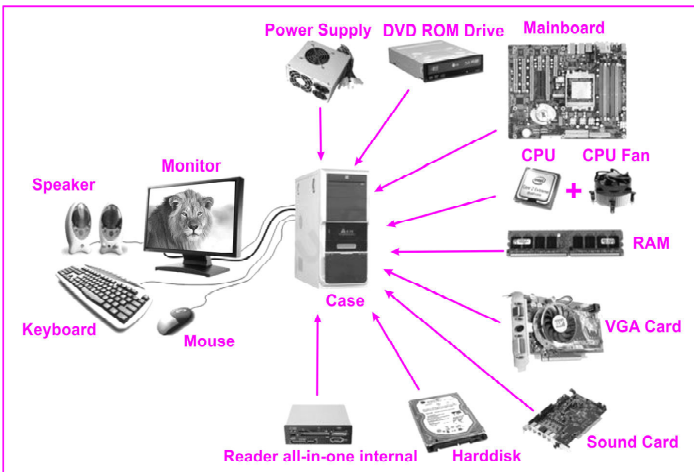 Power Supply
DVD ROM Drive
Mainboard
CPU
CPU Fan
+
Speaker
Monitor
RAM
Case
Keyboard
Mouse
VGA Card
Reader all-in-one internal
Harddisk
Sound Card